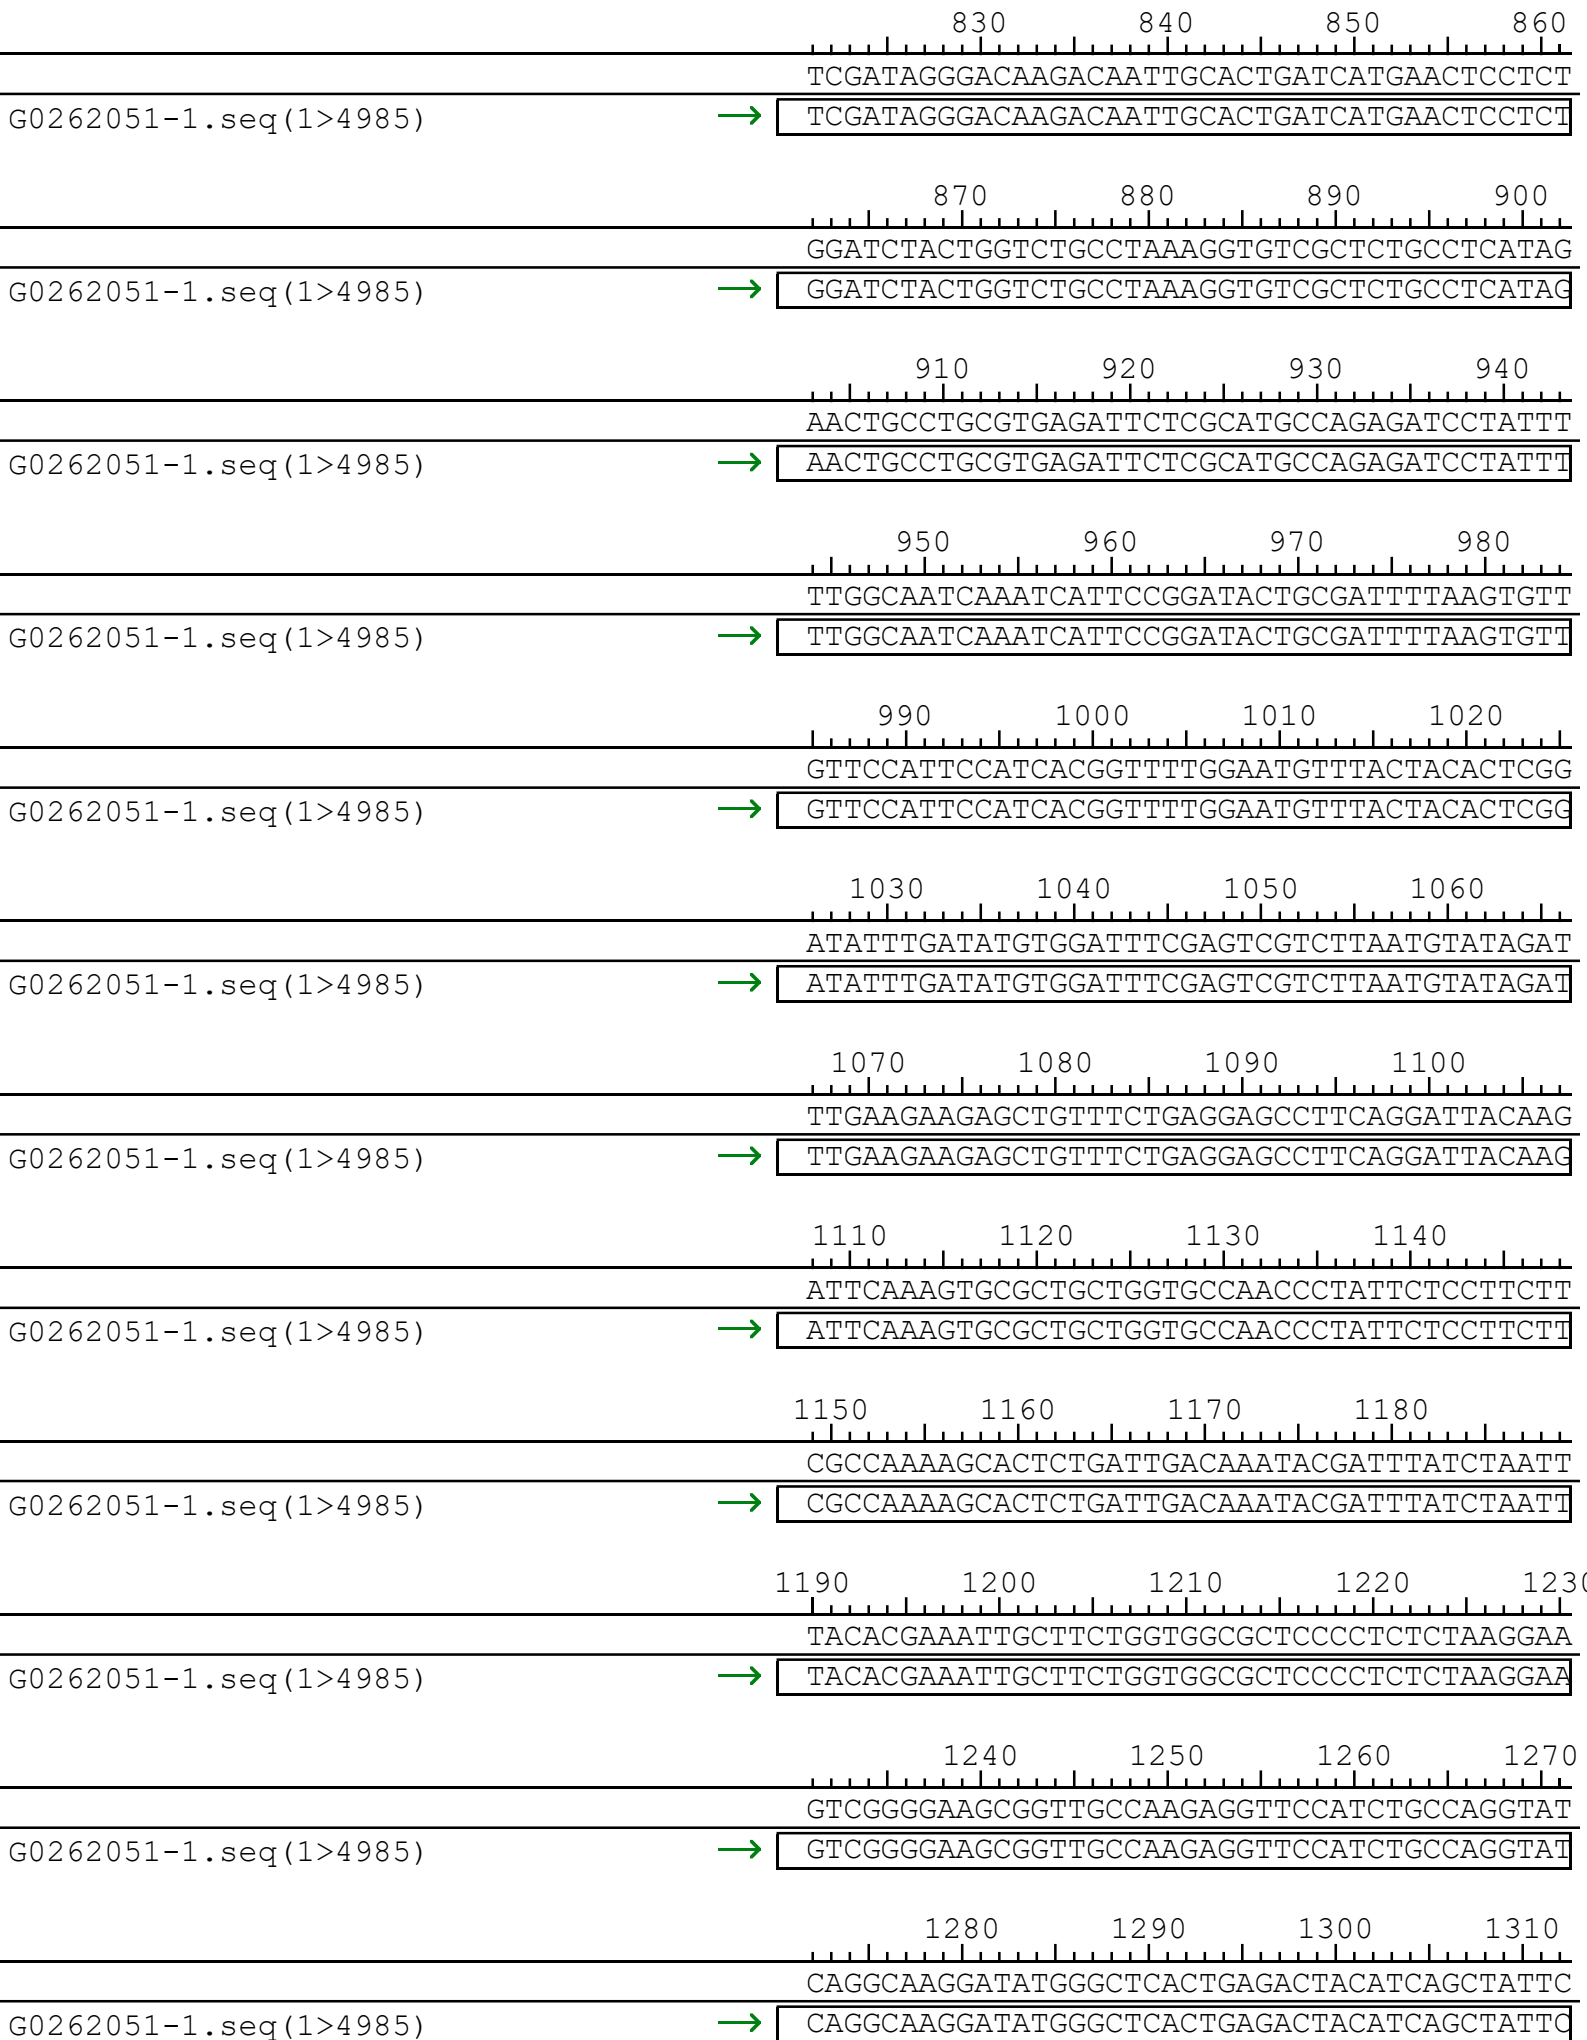 830 840 850 860
TCGATAGGGACAAGACAATTGCACTGATCATGAACTCCTCT
G0262051-1.seq(1>4985) → TCGATAGGGACAAGACAATTGCACTGATCATGAACTCCTCT
870 880 890 900
GGATCTACTGGTCTGCCTAAAGGTGTCGCTCTGCCTCATAG
G0262051-1.seq(1>4985) → GGATCTACTGGTCTGCCTAAAGGTGTCGCTCTGCCTCATAG
910 920 930 940
AACTGCCTGCGTGAGATTCTCGCATGCCAGAGATCCTATTT
G0262051-1.seq(1>4985) → AACTGCCTGCGTGAGATTCTCGCATGCCAGAGATCCTATTT
950 960 970 980
TTGGCAATCAAATCATTCCGGATACTGCGATTTTAAGTGTT
G0262051-1.seq(1>4985) → TTGGCAATCAAATCATTCCGGATACTGCGATTTTAAGTGTT
990 1000 1010 1020
GTTCCATTCCATCACGGTTTTGGAATGTTTACTACACTCGG
G0262051-1.seq(1>4985) → GTTCCATTCCATCACGGTTTTGGAATGTTTACTACACTCGG
1030 1040 1050 1060
ATATTTGATATGTGGATTTCGAGTCGTCTTAATGTATAGAT
G0262051-1.seq(1>4985) → ATATTTGATATGTGGATTTCGAGTCGTCTTAATGTATAGAT
1070 1080 1090 1100
TTGAAGAAGAGCTGTTTCTGAGGAGCCTTCAGGATTACAAG
G0262051-1.seq(1>4985) → TTGAAGAAGAGCTGTTTCTGAGGAGCCTTCAGGATTACAAG
1110 1120 1130 1140
ATTCAAAGTGCGCTGCTGGTGCCAACCCTATTCTCCTTCTT
G0262051-1.seq(1>4985) → ATTCAAAGTGCGCTGCTGGTGCCAACCCTATTCTCCTTCTT
1150 1160 1170 1180
CGCCAAAAGCACTCTGATTGACAAATACGATTTATCTAATT
G0262051-1.seq(1>4985) → CGCCAAAAGCACTCTGATTGACAAATACGATTTATCTAATT
1190 1200 1210 1220 1230
TACACGAAATTGCTTCTGGTGGCGCTCCCCTCTCTAAGGAA
G0262051-1.seq(1>4985) → TACACGAAATTGCTTCTGGTGGCGCTCCCCTCTCTAAGGAA
1240 1250 1260 1270
GTCGGGGAAGCGGTTGCCAAGAGGTTCCATCTGCCAGGTAT
G0262051-1.seq(1>4985) → GTCGGGGAAGCGGTTGCCAAGAGGTTCCATCTGCCAGGTAT
1280 1290 1300 1310
CAGGCAAGGATATGGGCTCACTGAGACTACATCAGCTATTC
G0262051-1.seq(1>4985) → CAGGCAAGGATATGGGCTCACTGAGACTACATCAGCTATTC